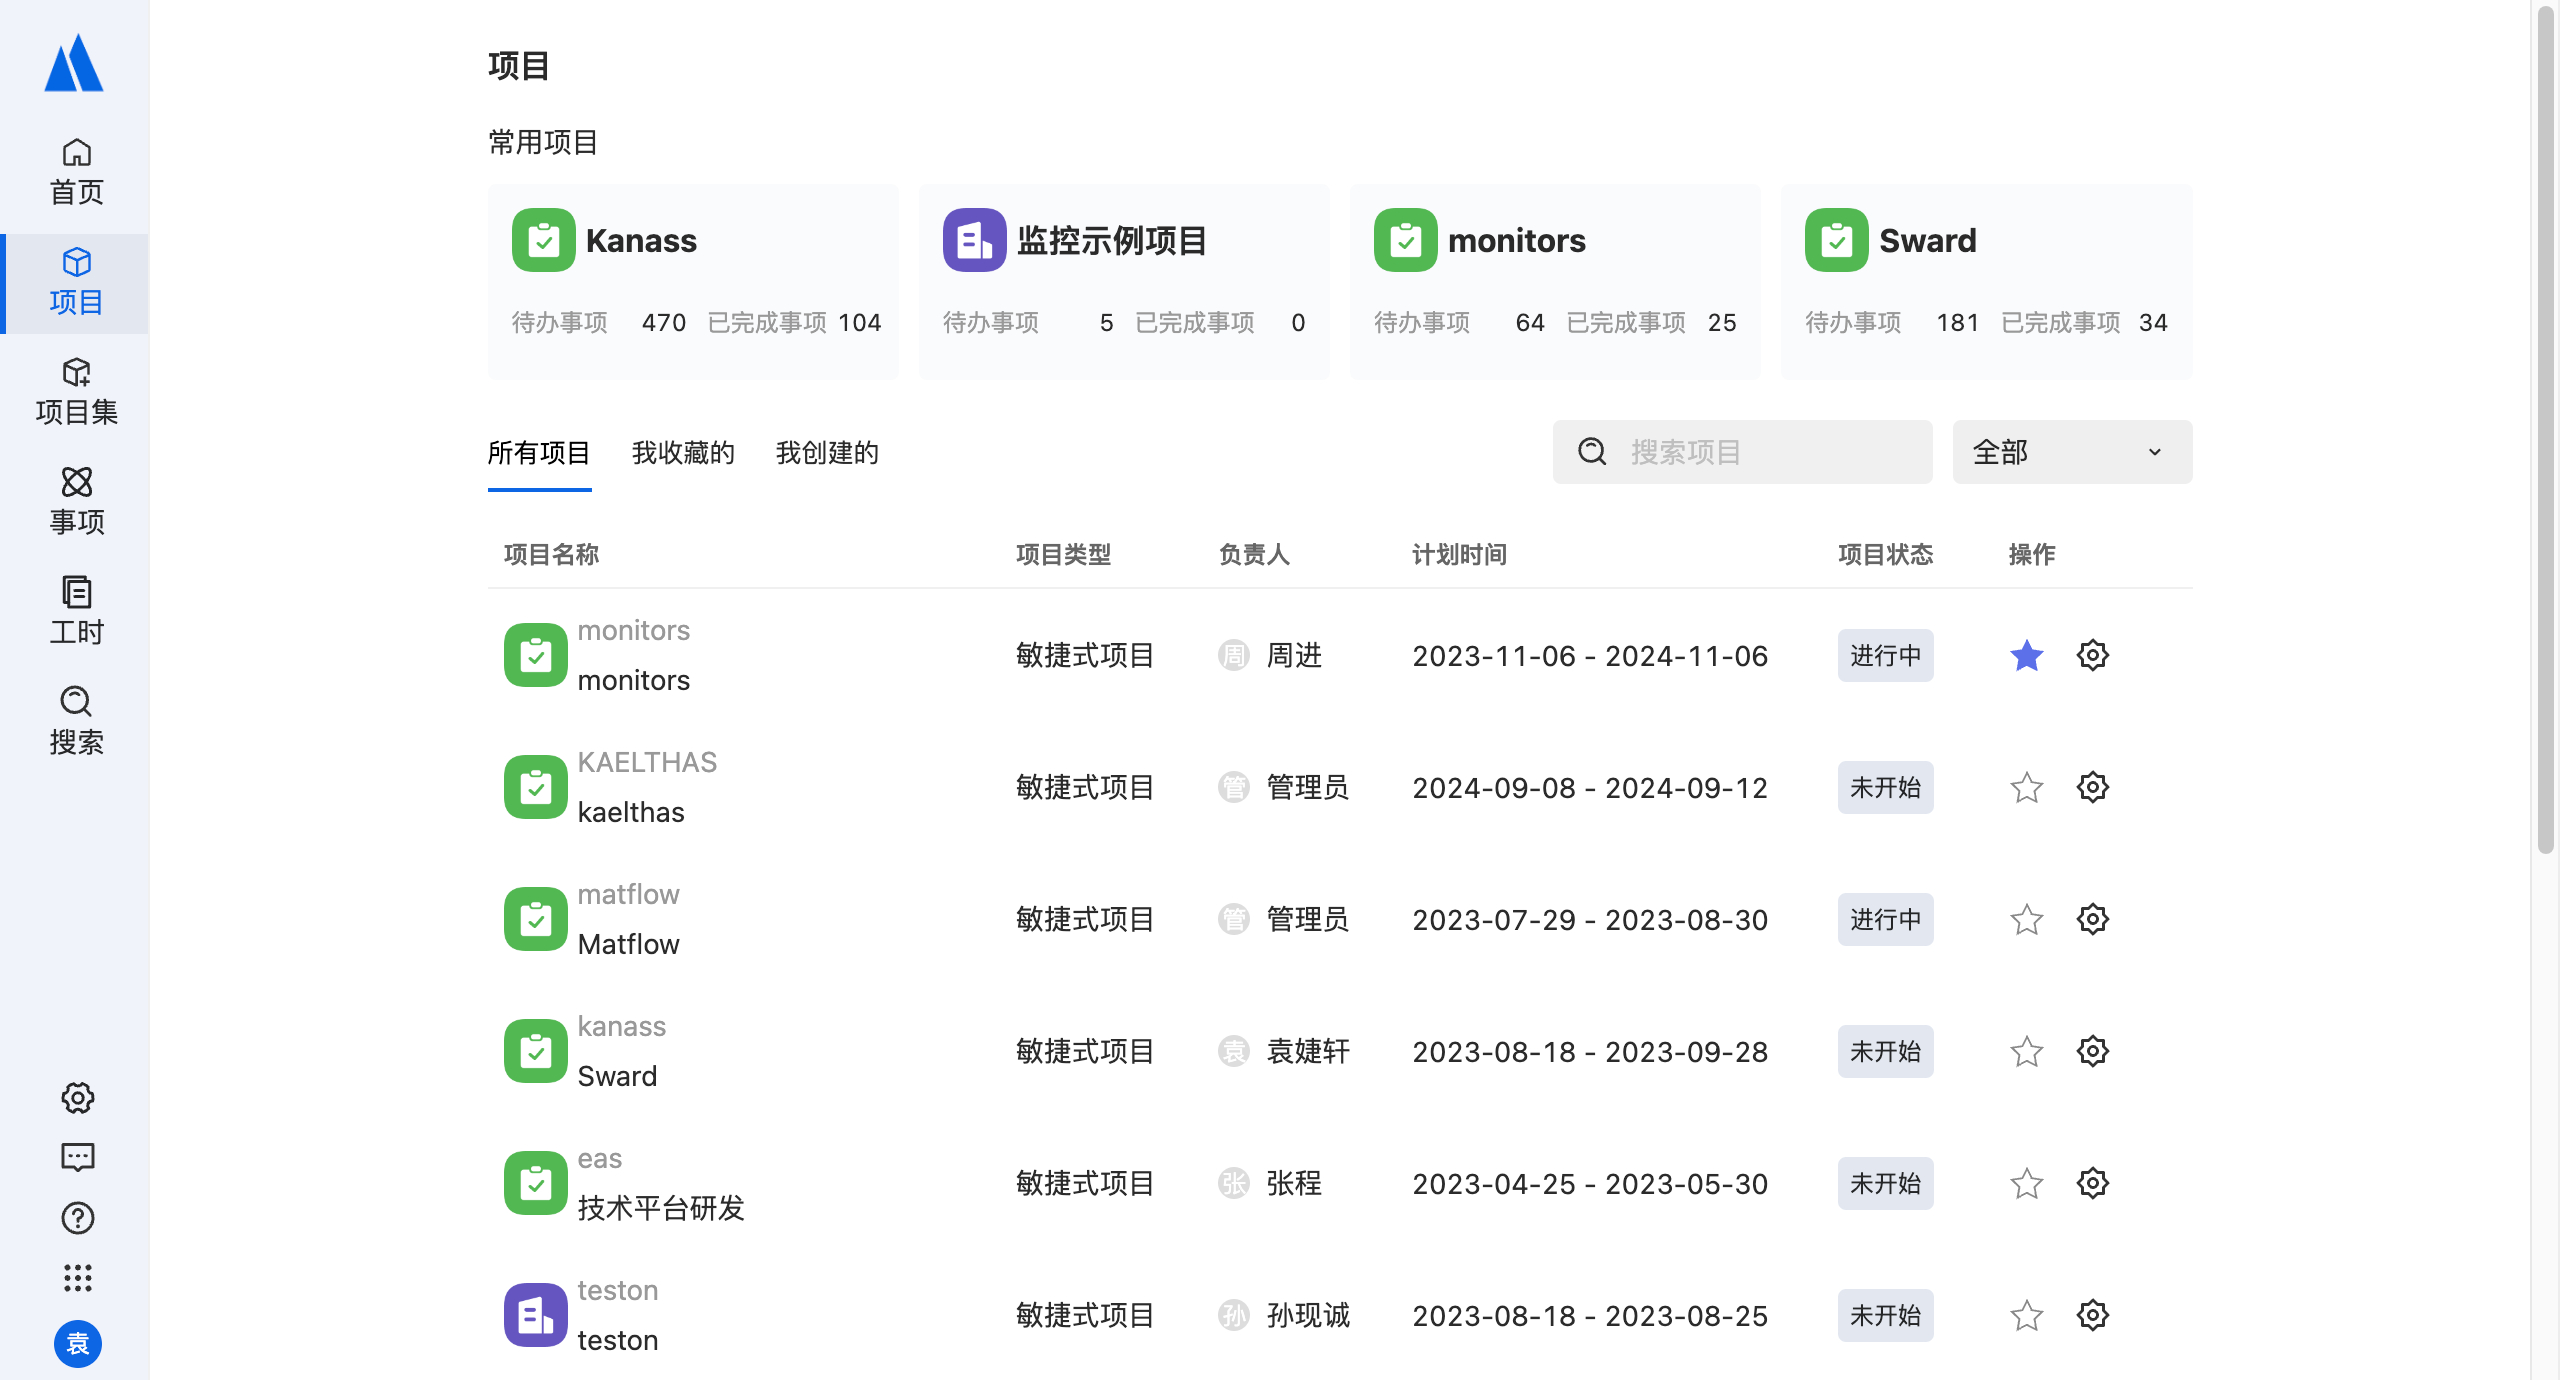 首页
项目
项目集
事项
工时
搜索
袁
项目
常用项目
Kanass
待办事项 470 已完成事项 104
监控示例项目
待办事项 5 已完成事项 0
monitors
待办事项 64 已完成事项 25
Sward
待办事项 181 已完成事项 34
所有项目 我收藏的 我创建的 搜索项目 全部
项目名称 项目类型 负责人 计划时间 项目状态 操作
monitors
monitors
敏捷式项目 周 周进 2023-11-06 - 2024-11-06 进行中
KAELTHAS
kaelthas
敏捷式项目 管 管理员 2024-09-08 - 2024-09-12 未开始
matflow
Matflow
敏捷式项目 管 管理员 2023-07-29 - 2023-08-30 进行中
kanass
Sward
敏捷式项目 袁 袁婕轩 2023-08-18 - 2023-09-28 未开始
eas
技术平台研发
敏捷式项目 张 张程 2023-04-25 - 2023-05-30 未开始
teston
teston
敏捷式项目 孙 孙现诚 2023-08-18 - 2023-08-25 未开始